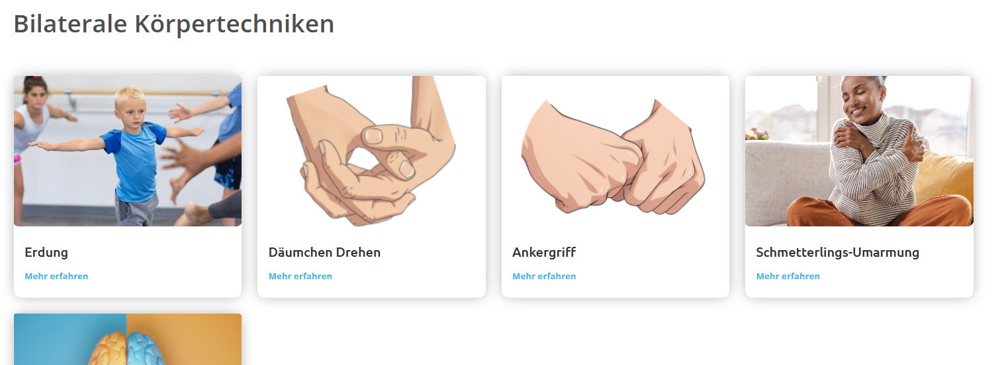 Bilaterale Körpertechniken
Erdung
Mehr erfahren
Däumchen Drehen
Mehr erfahren
Ankergriff
Mehr erfahren
Schmetterlings-Umarmung
Mehr erfahren